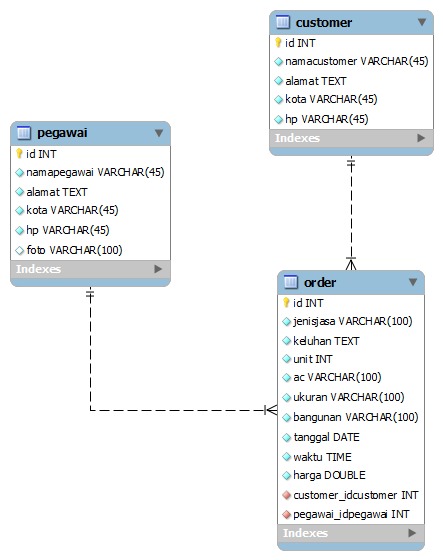 customer
id INT
namacustomer VARCHAR(45)
alamat TEXT
kota VARCHAR(45)
hp VARCHAR(45)
Indexes
pegawai
id INT
namapegawai VARCHAR(45)
alamat TEXT
kota VARCHAR(45)
hp VARCHAR(45)
foto VARCHAR(100)
Indexes
order
id INT
jenisjasa VARCHAR(100)
keluhan TEXT
unit INT
ac VARCHAR(100)
ukuran VARCHAR(100)
bangunan VARCHAR(100)
tanggal DATE
waktu TIME
harga DOUBLE
customer_idcustomer INT
pegawai_idpegawai INT
Indexes